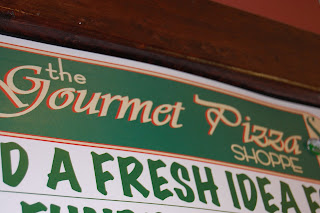 the
Gourmet Pizza
SHOPPE
D A FRESH IDEA F